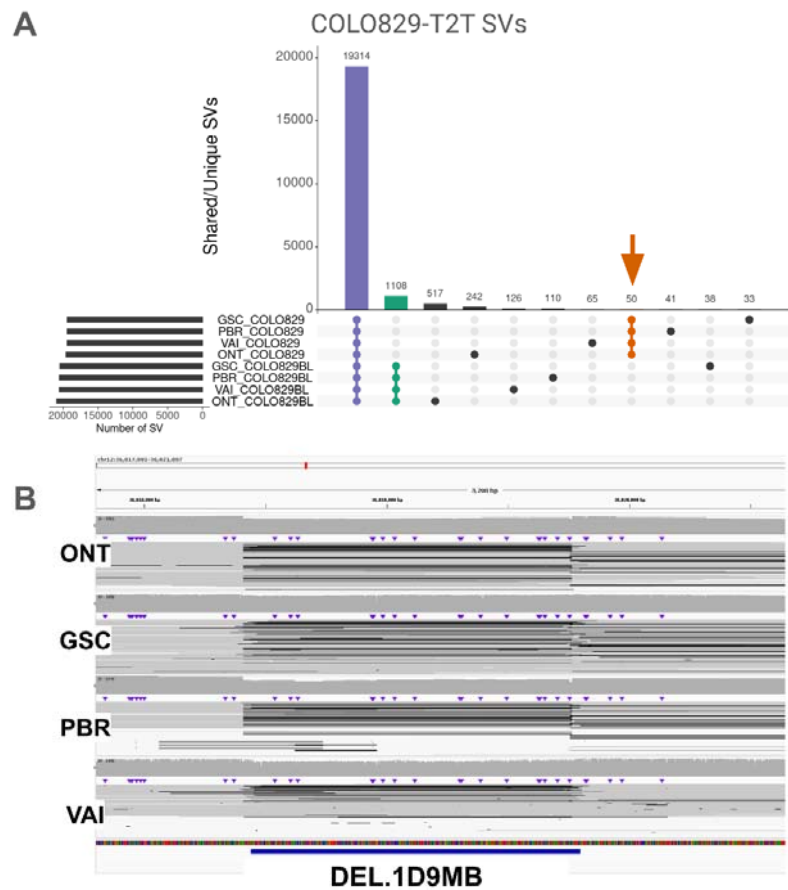 A
COLO829-T2T SVs
Shared/Unique SVs
20000
15000
10000
5000
0
19314
1108
517
242
126
110
65
50
41
38
33
GSC_COLO829
PBR_COLO829
VAI_COLO829
ONT_COLO829
GSC_COLO829BL
PBR_COLO829BL
VAI_COLO829BL
ONT_COLO829BL
20000 15000 10000 5000 0
Number of SV
B
ONT
GSC
PBR
VAI
DEL.1D9MB